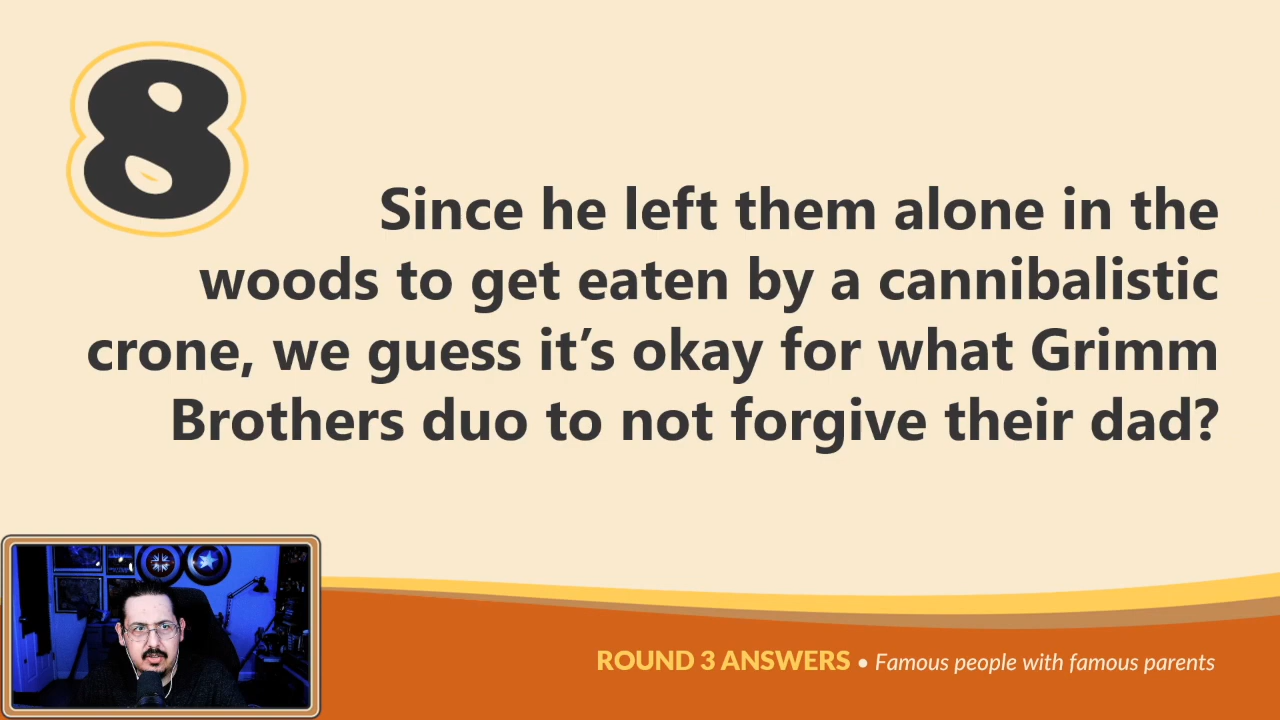 8
Since he left them alone in the
woods to get eaten by a cannibalistic
crone, we guess it’s okay for what Grimm
Brothers duo to not forgive their dad?
ROUND 3 ANSWERS • Famous people with famous parents